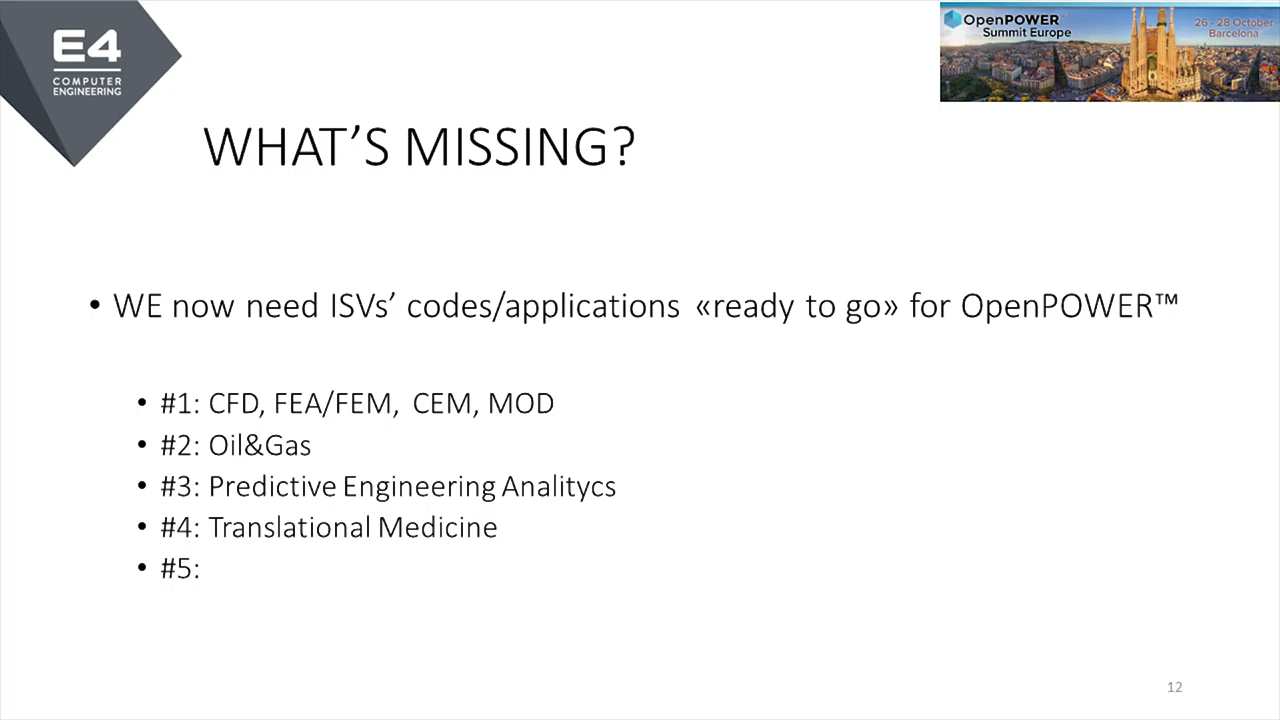 E4
COMPUTER
ENGINEERING
OpenPOWER
Summit Europe
26 - 28 October
Barcelona
WHAT’S MISSING?
• WE now need ISVs’ codes/applications «ready to go» for OpenPOWER™
• #1: CFD, FEA/FEM, CEM, MOD
• #2: Oil&Gas
• #3: Predictive Engineering Analitycs
• #4: Translational Medicine
• #5:
12